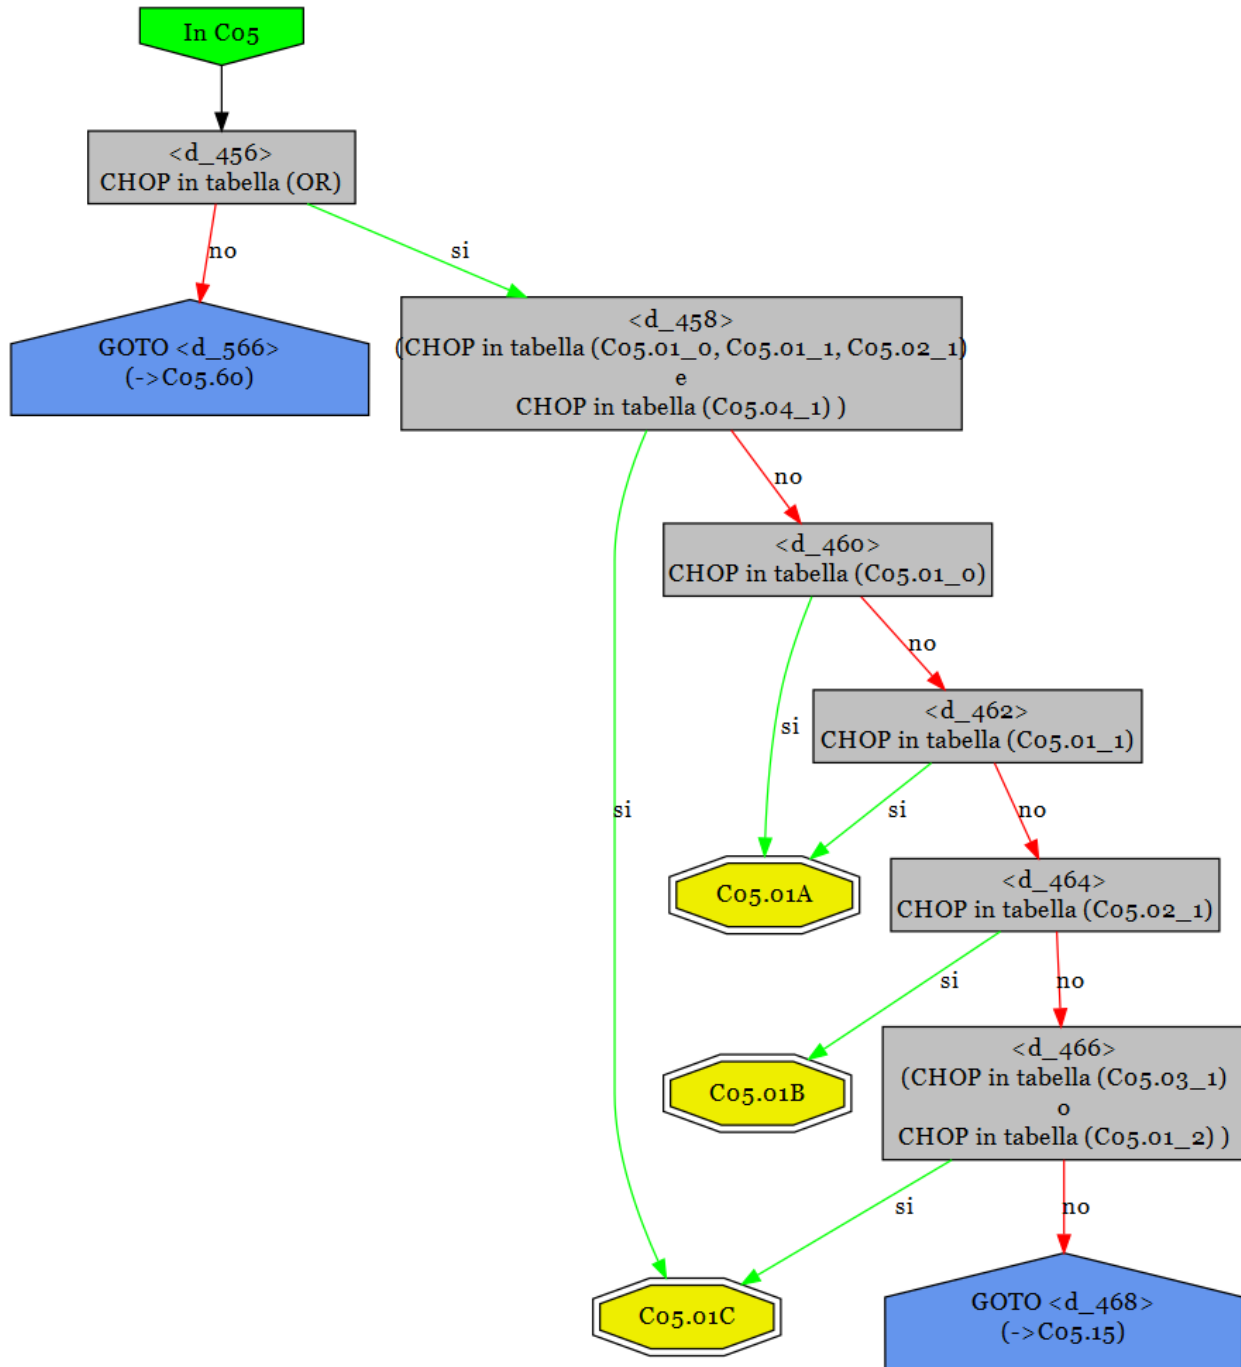 In C05
<d_456>
CHOP in tabella (OR)
no
si
GOTO <d_566>
(->C05.60)
<d_458>
(CHOP in tabella (C05.01_0, C05.01_1, C05.02_1)
e
CHOP in tabella (C05.04_1) )
no
<d_460>
CHOP in tabella (C05.01_0)
no
<d_462>
CHOP in tabella (C05.01_1)
si
si
si
no
C05.01A
<d_464>
CHOP in tabella (C05.02_1)
si
no
C05.01B
<d_466>
(CHOP in tabella (C05.03_1)
o
CHOP in tabella (C05.01_2) )
si
no
C05.01C
GOTO <d_468>
(->C05.15)